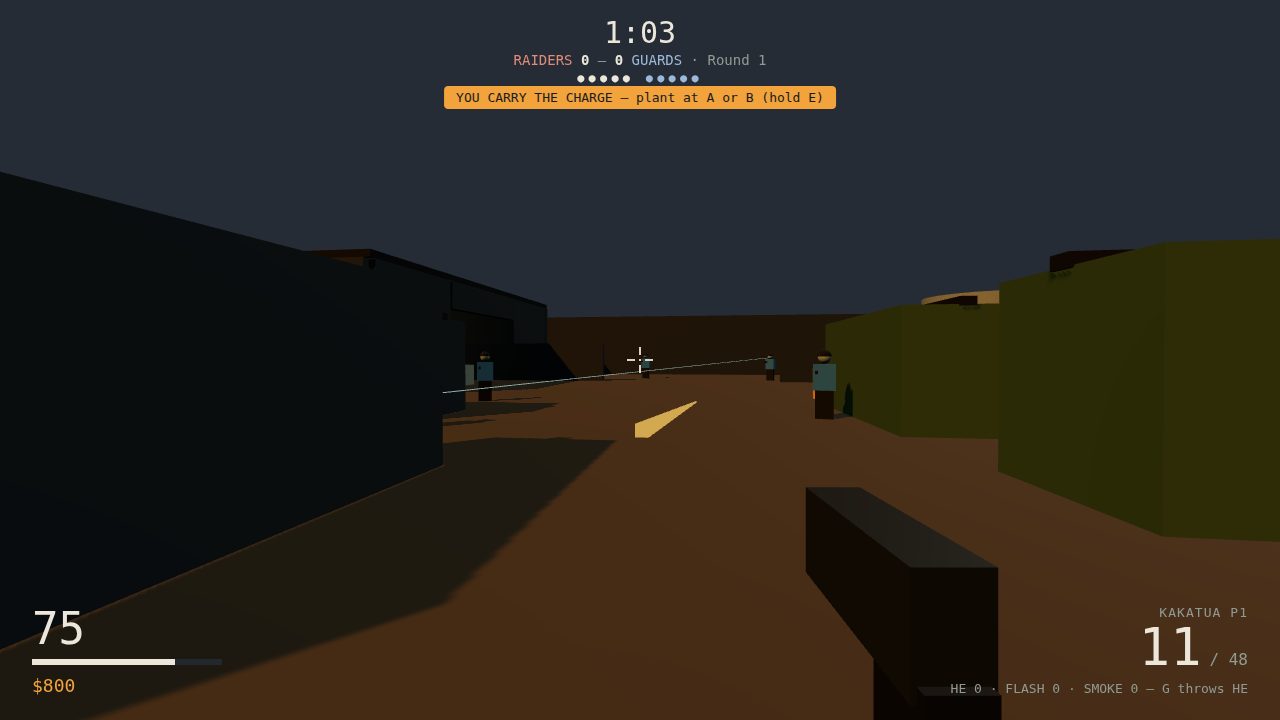 1:03
RAIDERS 0 — 0 GUARDS · Round 1
YOU CARRY THE CHARGE — plant at A or B (hold E)
75
$800
KAKATUA P1
11 / 48
HE 0 · FLASH 0 · SMOKE 0 — G throws HE